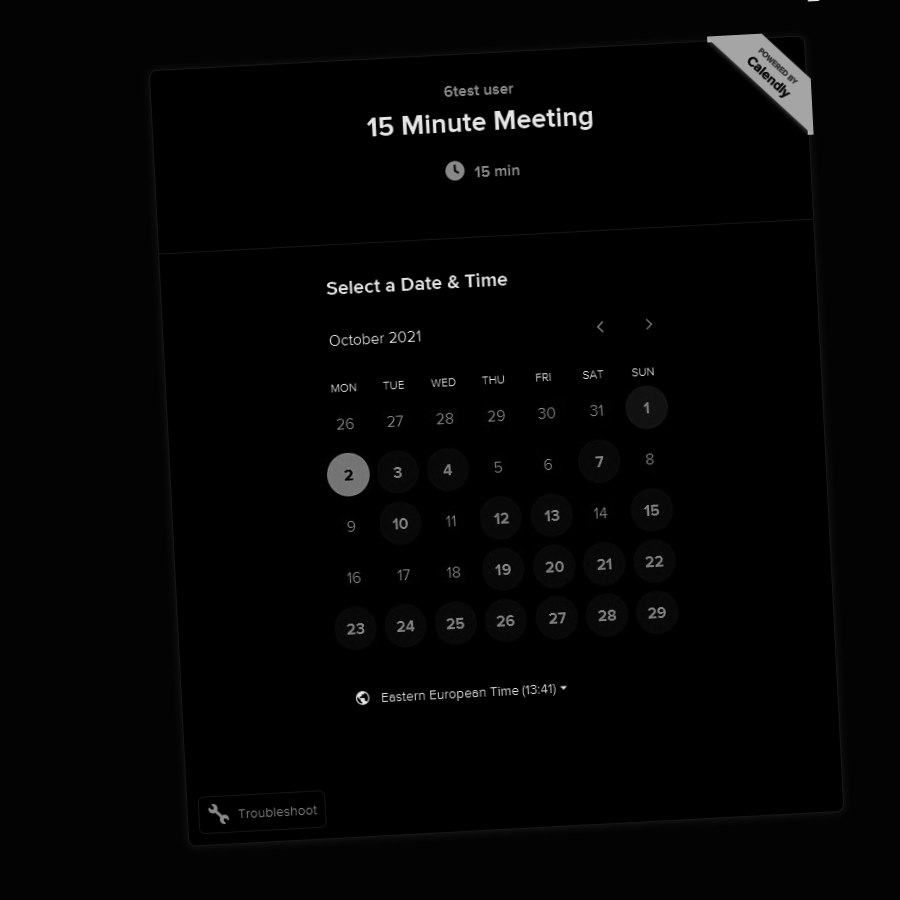 POWERED BY
Calendly
6test user
15 Minute Meeting
15 min
Select a Date & Time
October 2021
MON TUE WED THU FRI SAT SUN
26 27 28 29 30 31 1
2 3 4 5 6 7 8
9 10 11 12 13 14 15
16 17 18 19 20 21 22
23 24 25 26 27 28 29
Eastern European Time (13:41)
Troubleshoot